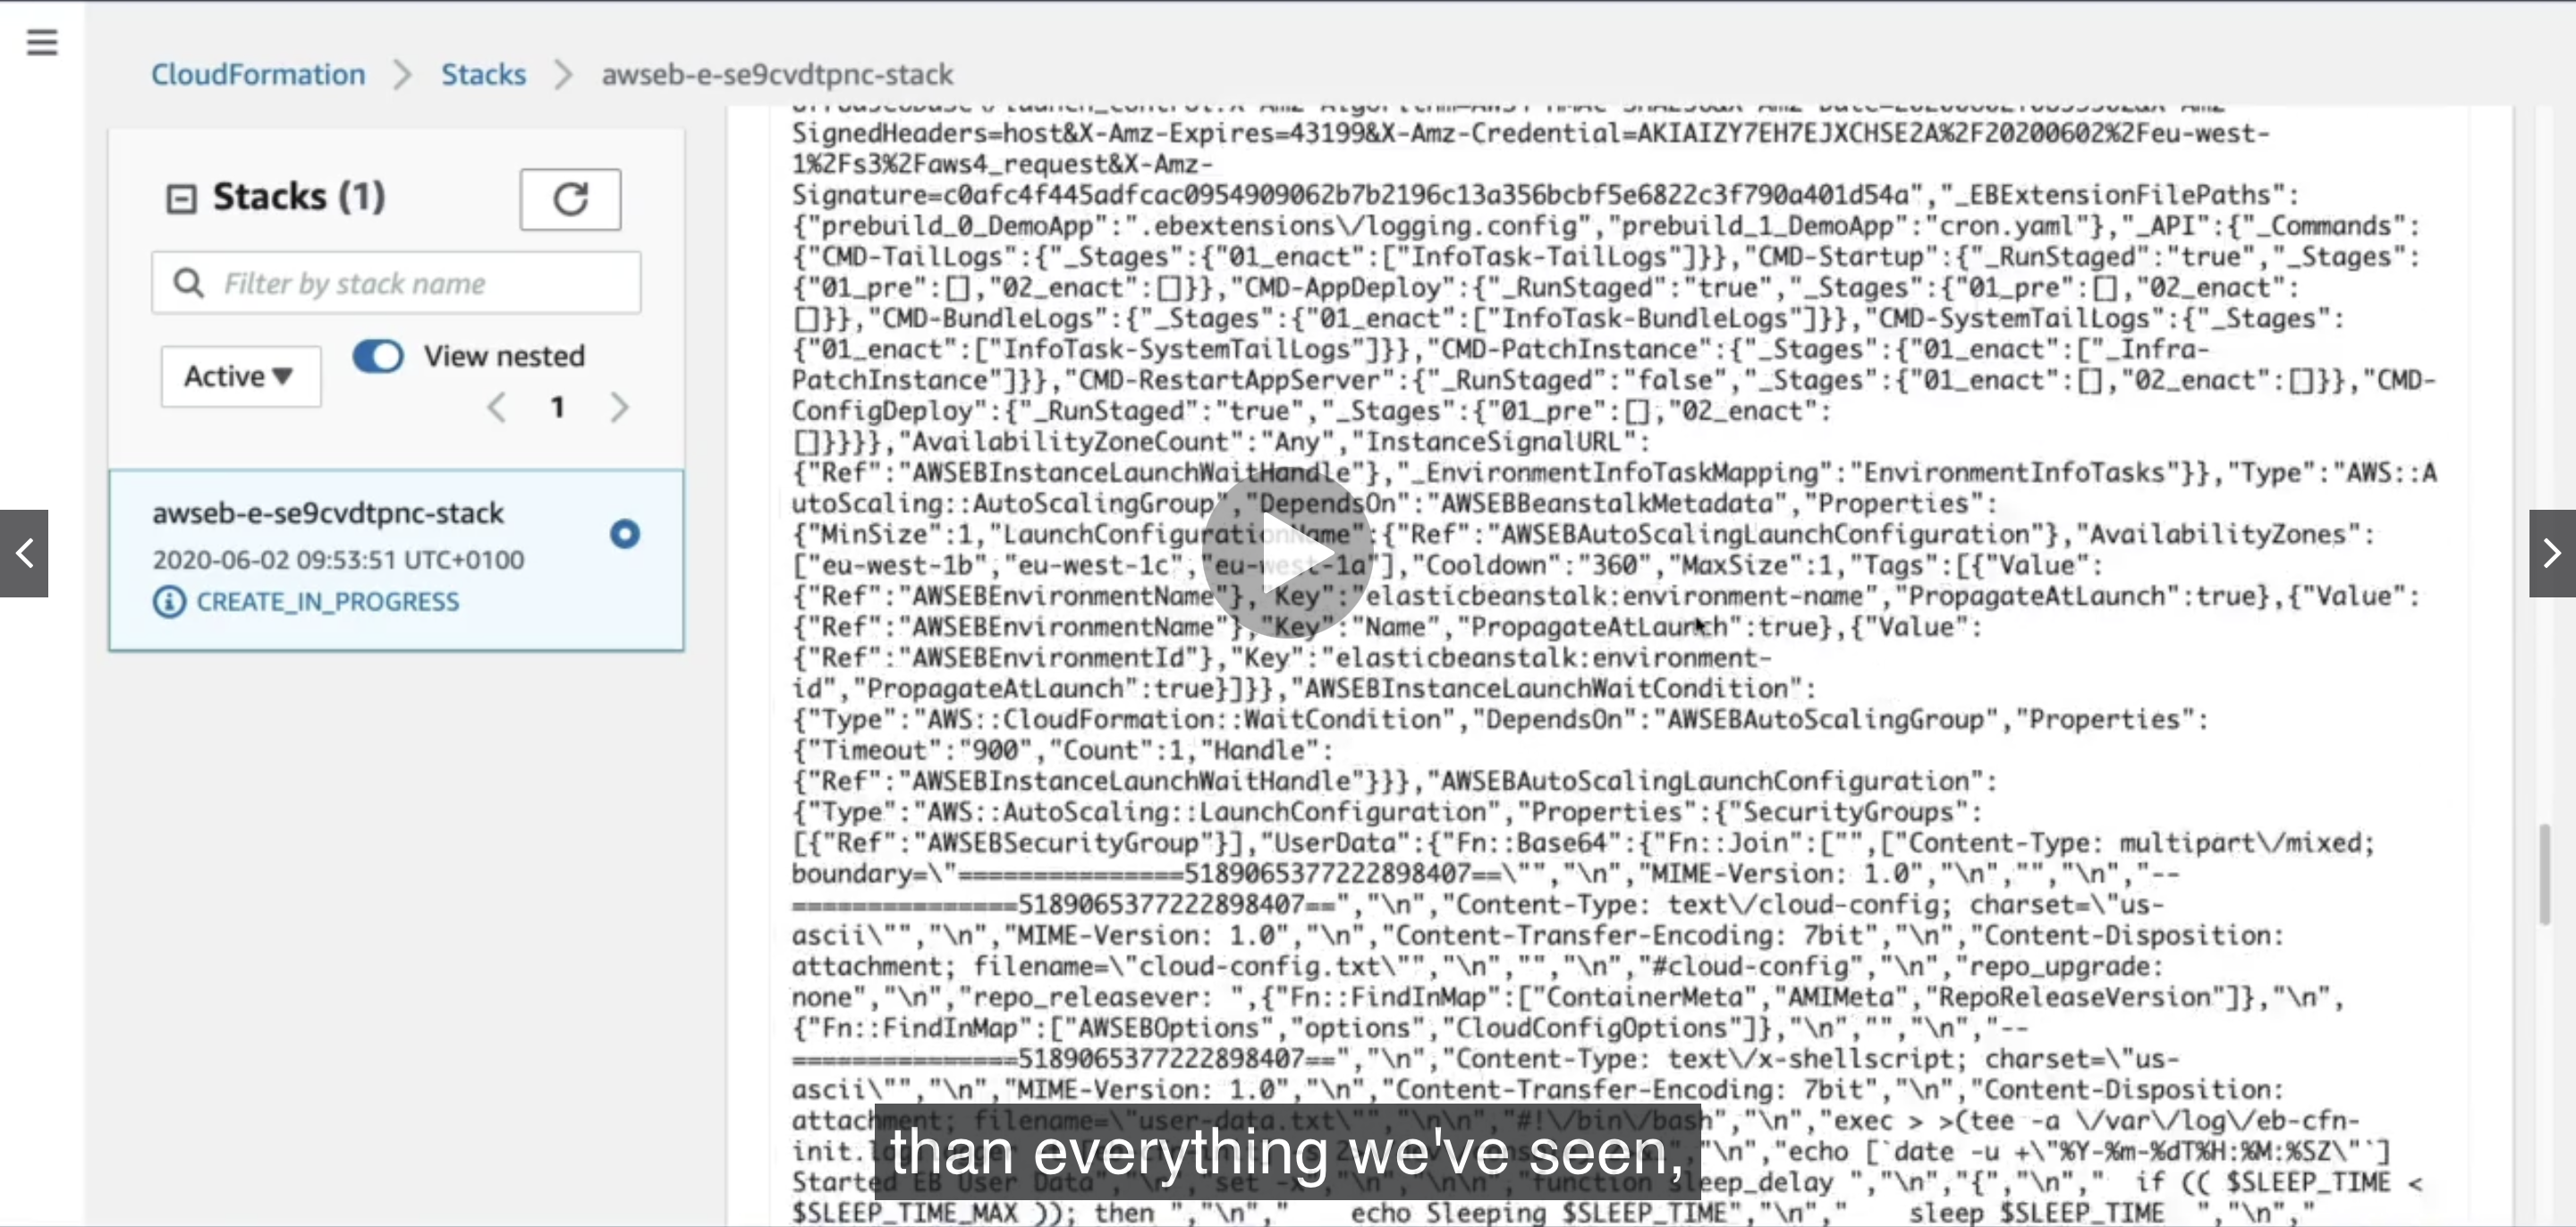 CloudFormation > Stacks > awseb-e-se9cvdtpnc-stack
Stacks (1)
Filter by stack name
Active
View nested
< 1 >
awseb-e-se9cvdtpnc-stack
2020-06-02 09:53:51 UTC+0100
CREATE_IN_PROGRESS
SignedHeaders=host&X-Amz-Expires=43199&X-Amz-Credential=AKIAIZY7EH7EJXCHSE2A%2F20200602%2Feu-west-
1%2Fs3%2Faws4_request&X-Amz-
Signature=c0afc4f445adfcac0954909062b7b2196c13a356bcbf5e6822c3f790a401d54a","_EBExtensionFilePaths":
{"prebuild_0_DemoApp":".ebextensions\/logging.config","prebuild_1_DemoApp":"cron.yaml"},"_API":{"_Commands":
{"CMD-TailLogs":{"_Stages":{"01_enact":["InfoTask-TailLogs"]}},"CMD-Startup":{"_RunStaged":"true","_Stages":
{"01_pre":[],"02_enact":[]}},"CMD-AppDeploy":{"_RunStaged":"true","_Stages":{"01_pre":[],"02_enact":
[]}},"CMD-BundleLogs":{"_Stages":{"01_enact":["InfoTask-BundleLogs"]}},"CMD-SystemTailLogs":{"_Stages":
{"01_enact":["InfoTask-SystemTailLogs"]}},"CMD-PatchInstance":{"_Stages":{"01_enact":["_Infra-
PatchInstance"]}},"CMD-RestartAppServer":{"_RunStaged":"false","_Stages":{"01_enact":[],"02_enact":[]}},"CMD-
ConfigDeploy":{"_RunStaged":"true","_Stages":{"01_pre":[],"02_enact":
[]}}}}},"AvailabilityZoneCount":"Any","InstanceSignalURL":
{"Ref":"AWSEBInstanceLaunchWaitHandle"},"_EnvironmentInfoTaskMapping":"EnvironmentInfoTasks"}},"Type":"AWS::A
utoScaling::AutoScalingGroup","DependsOn":"AWSEBBeanstalkMetadata","Properties":
{"MinSize":1,"LaunchConfigurationName":{"Ref":"AWSEBAutoScalingLaunchConfiguration"},"AvailabilityZones":
["eu-west-1b","eu-west-1c","eu-west-1a"],"Cooldown":"360","MaxSize":1,"Tags":[{"Value":
{"Ref":"AWSEBEnvironmentName"},"Key":"elasticbeanstalk:environment-name","PropagateAtLaunch":true},{"Value":
{"Ref":"AWSEBEnvironmentName"},"Key":"Name","PropagateAtLaunch":true},{"Value":
{"Ref":"AWSEBEnvironmentId"},"Key":"elasticbeanstalk:environment-
id","PropagateAtLaunch":true}]}},"AWSEBInstanceLaunchWaitCondition":
{"Type":"AWS::CloudFormation::WaitCondition","DependsOn":"AWSEBAutoScalingGroup","Properties":
{"Timeout":"900","Count":1,"Handle":
{"Ref":"AWSEBInstanceLaunchWaitHandle"}}},"AWSEBAutoScalingLaunchConfiguration":
{"Type":"AWS::AutoScaling::LaunchConfiguration","Properties":{"SecurityGroups":
[{"Ref":"AWSEBSecurityGroup"}],"UserData":{"Fn::Base64":{"Fn::Join":["",["Content-Type: multipart\/mixed;
boundary=\"===============5189065377222898407==\"","\n","MIME-Version: 1.0","\n","","\n","--
===============5189065377222898407==","\n","Content-Type: text\/cloud-config; charset=\"us-
ascii\"","\n","MIME-Version: 1.0","\n","Content-Transfer-Encoding: 7bit","\n","Content-Disposition:
attachment; filename=\"cloud-config.txt\"","\n","","\n","#cloud-config","\n","repo_upgrade:
none","\n","repo_releasever: ",{"Fn::FindInMap":["ContainerMeta","AMIMeta","RepoReleaseVersion"]},"\n",
{"Fn::FindInMap":["AWSEBOptions","options","CloudConfigOptions"]},"\n","","\n","--
===============5189065377222898407==","\n","Content-Type: text\/x-shellscript; charset=\"us-
ascii\"","\n","MIME-Version: 1.0","\n","Content-Transfer-Encoding: 7bit","\n","Content-Disposition:
attachment; filename=\"user-data.txt\"","\n\n","#!\/bin\/bash","\n","exec > >(tee -a \/var\/log\/eb-cfn-
init. "\n","echo [`date -u +\"%Y-%m-%dT%H:%M:%SZ\"`]
Started EB User Data","\n","set -x","\n","\n\n","function sleep_delay ","\n","{","\n","  if (( $SLEEP_TIME <
$SLEEP_TIME_MAX )); then ","\n","    echo Sleeping $SLEEP_TIME","\n","    sleep $SLEEP_TIME  ","\n","
than everything we've seen,